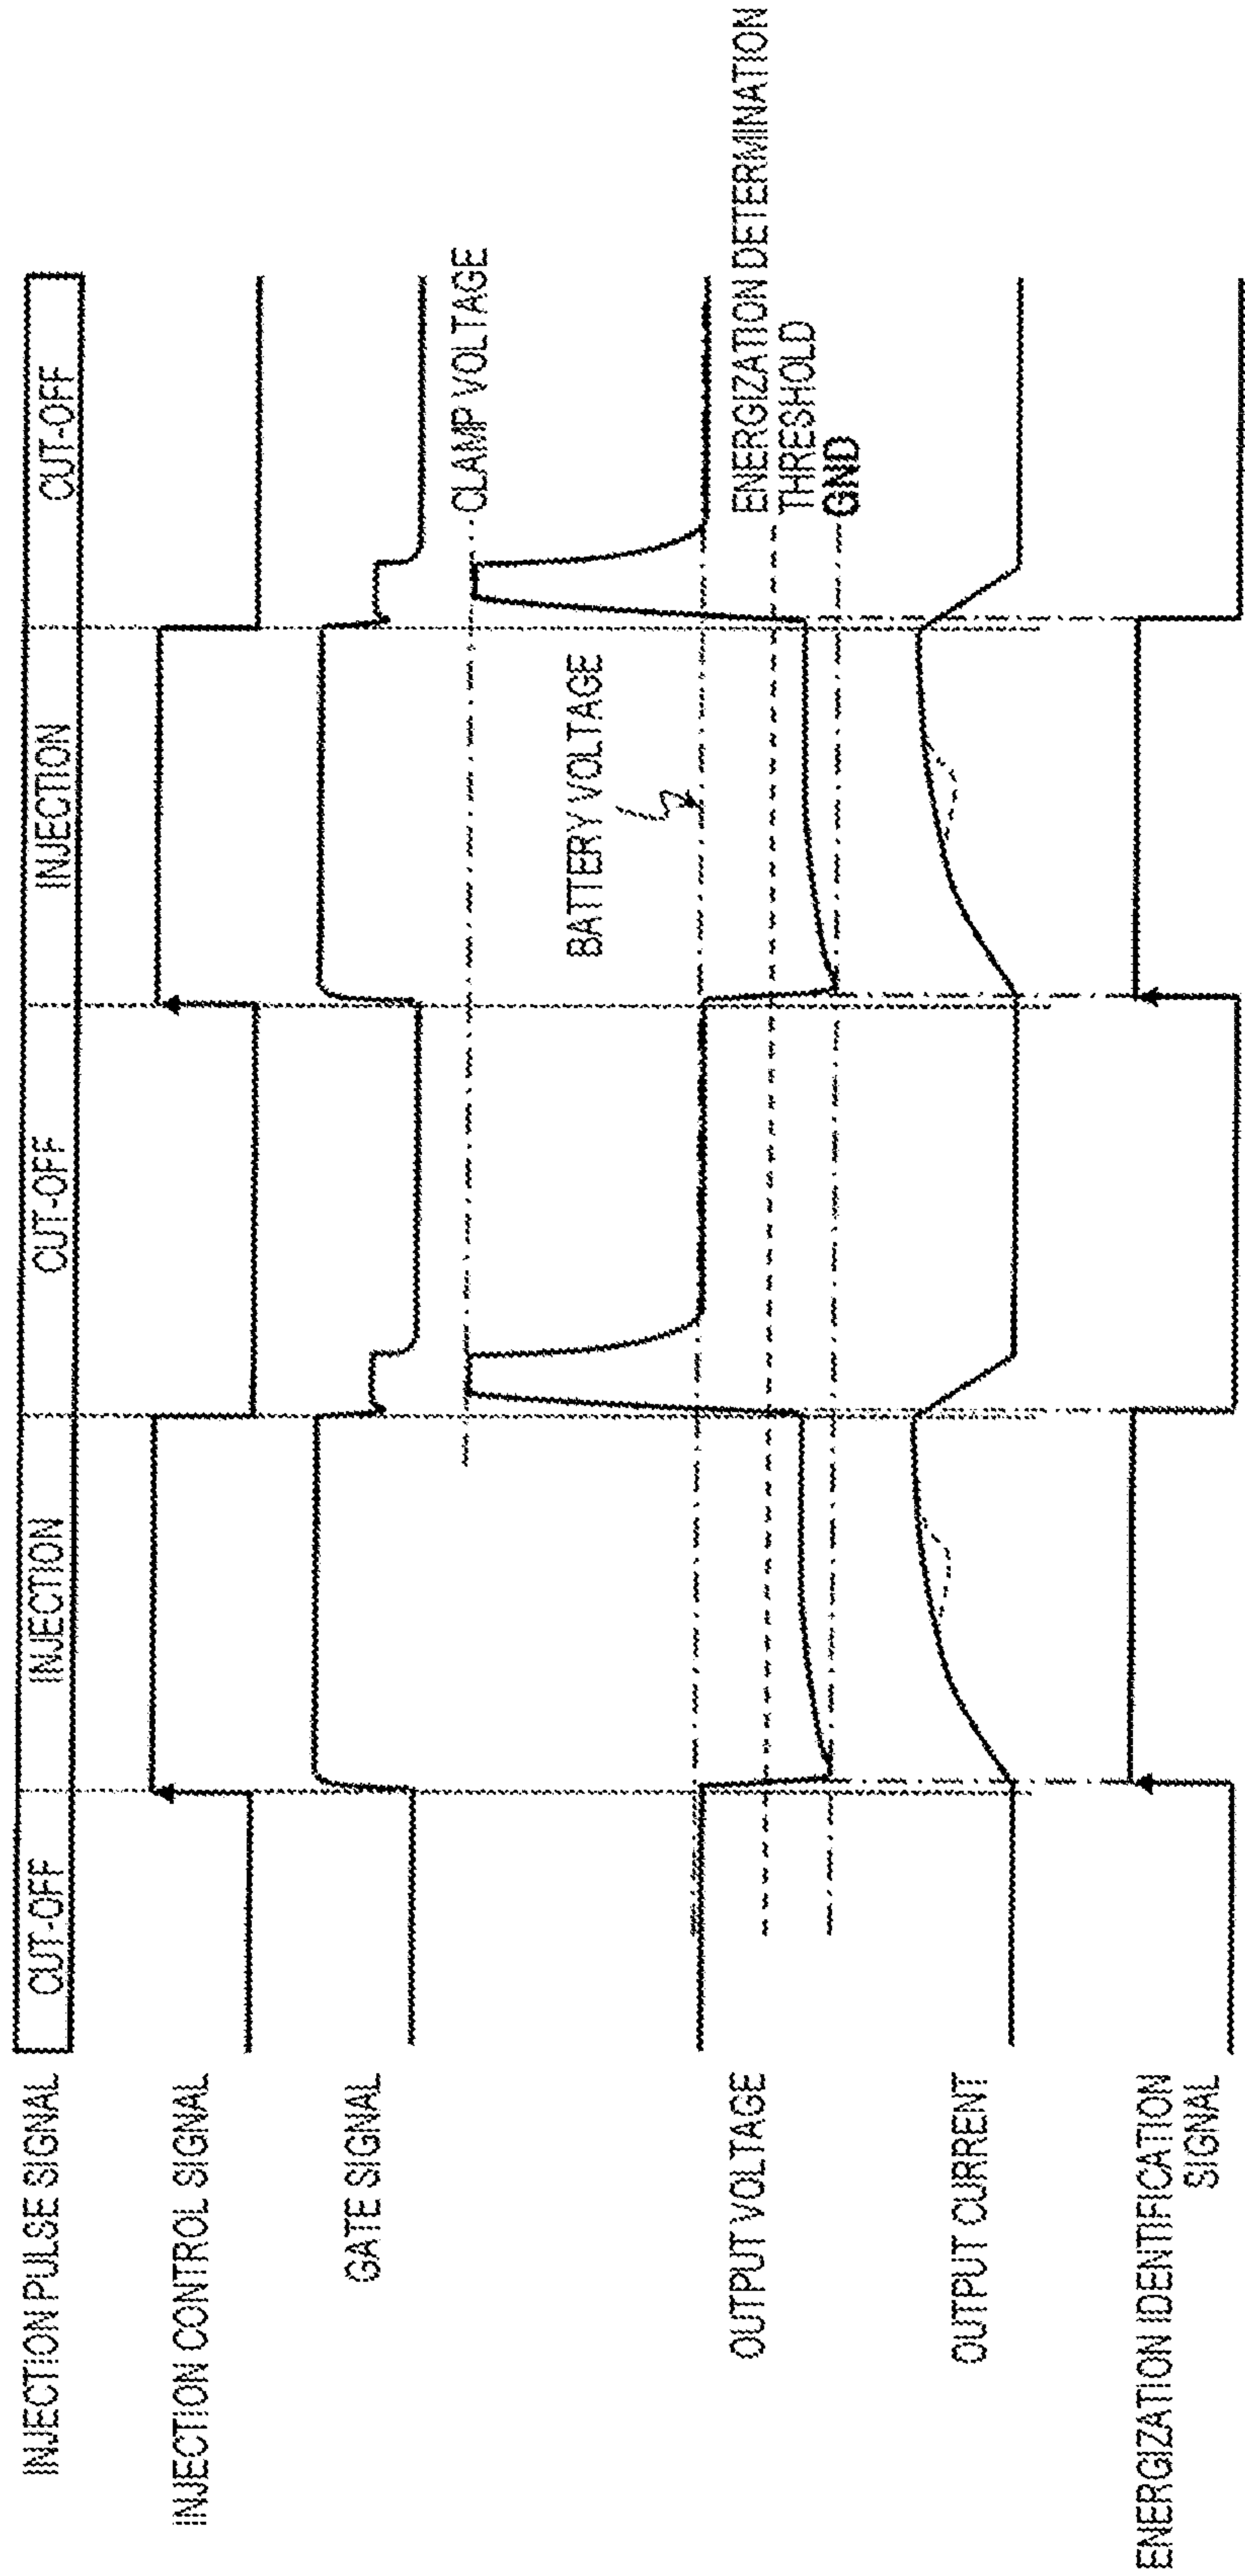 INJECTION PULSE SIGNAL
CUT-OFF
INJECTION
CUT-OFF
INJECTION
CUT-OFF
INJECTION CONTROL SIGNAL
GATE SIGNAL
CLAMP VOLTAGE
BATTERY VOLTAGE
OUTPUT VOLTAGE
ENERGIZATION DETERMINATION
THRESHOLD
GND
OUTPUT CURRENT
ENERGIZATION IDENTIFICATION
SIGNAL